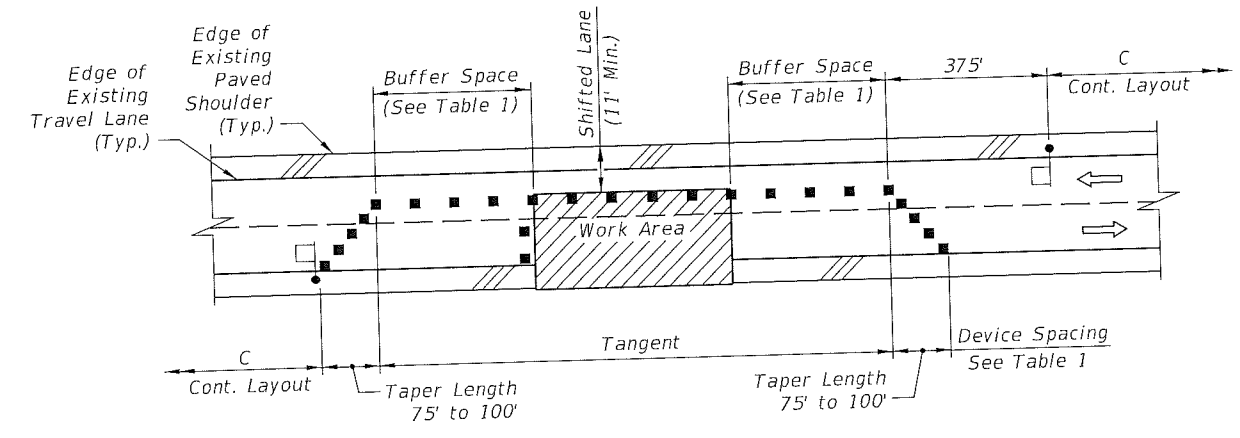 Edge of
Existing
Travel Lane
(Typ.)
Edge of
Existing
Paved
Shoulder
(Typ.)
Buffer Space
(See Table 1)
Shifted Lane
(11' Min.)
Buffer Space
(See Table 1)
375'
C
Cont. Layout
Work Area
C
Cont. Layout
Taper Length
75' to 100'
Tangent
Taper Length
75' to 100'
Device Spacing
See Table 1